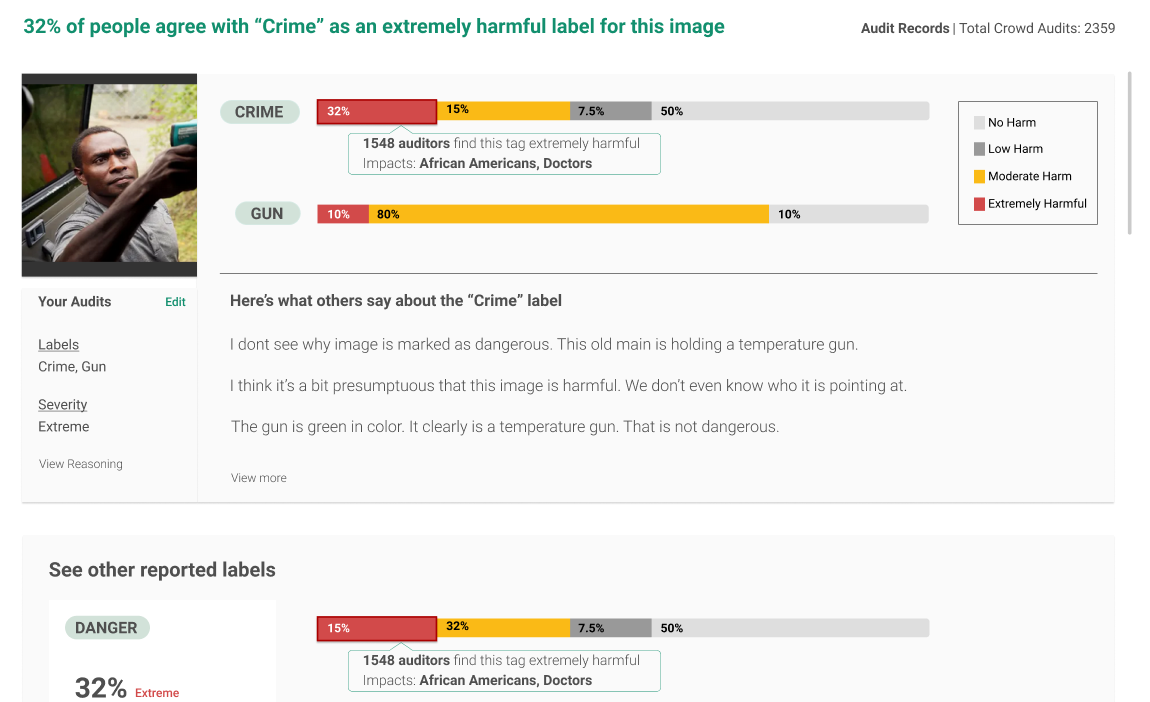 32% of people agree with “Crime” as an extremely harmful label for this image
Audit Records | Total Crowd Audits: 2359
CRIME
32%
15%
7.5%
50%
1548 auditors find this tag extremely harmful
Impacts: African Americans, Doctors
GUN
10%
80%
10%
No Harm
Low Harm
Moderate Harm
Extremely Harmful
Your Audits
Edit
Labels
Crime, Gun
Severity
Extreme
View Reasoning
Here’s what others say about the “Crime” label
I dont see why image is marked as dangerous. This old main is holding a temperature gun.
I think it’s a bit presumptuous that this image is harmful. We don’t even know who it is pointing at.
The gun is green in color. It clearly is a temperature gun. That is not dangerous.
View more
See other reported labels
DANGER
32% Extreme
15%
32%
7.5%
50%
1548 auditors find this tag extremely harmful
Impacts: African Americans, Doctors